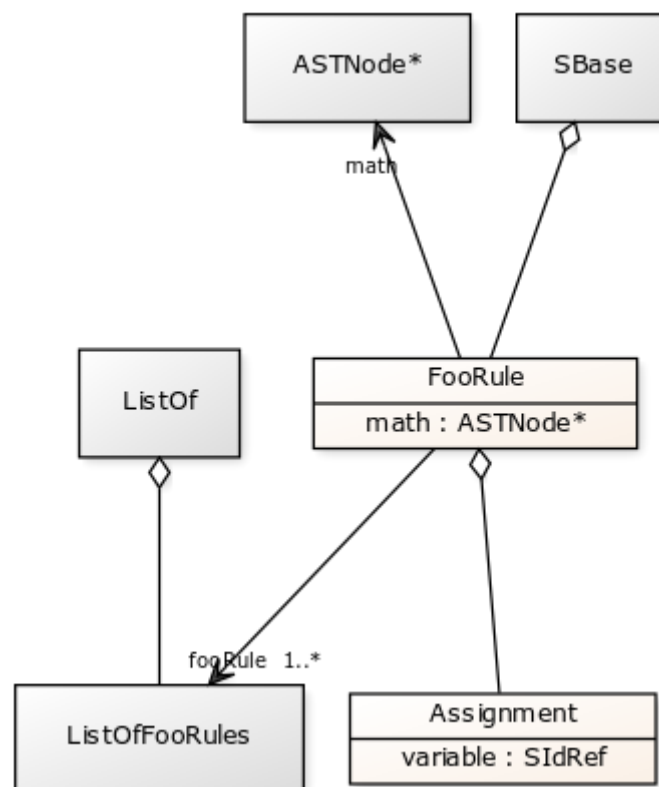 ASTNode*
SBase
math
FooRule
math : ASTNode*
ListOf
fooRule 1..*
ListOfFooRules
Assignment
variable : SIdRef